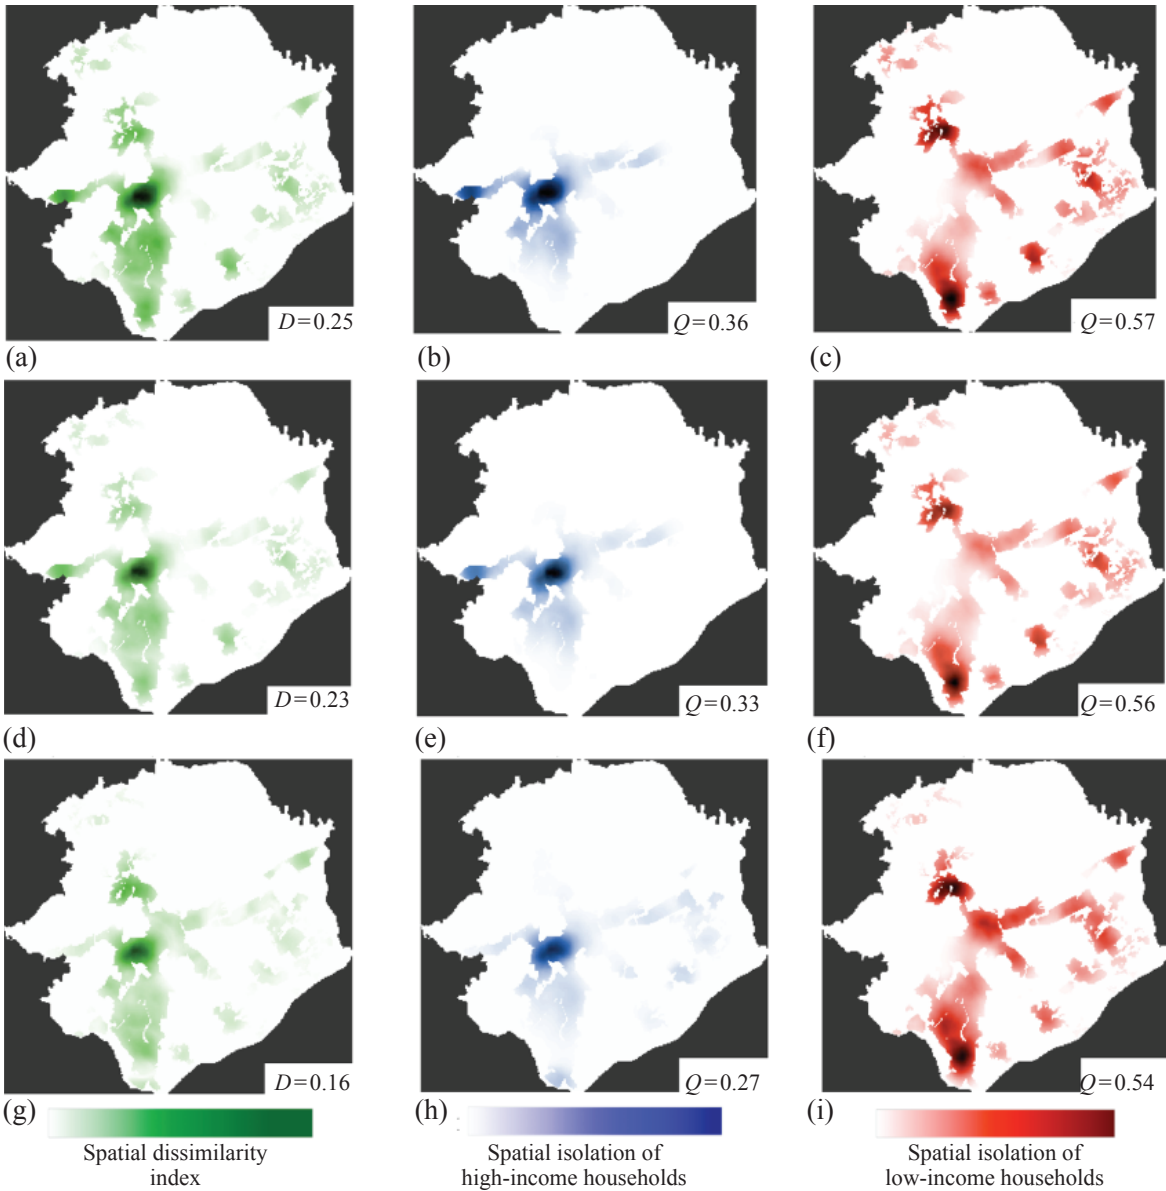 D=0.25
Q=0.36
Q=0.57
(a)
(b)
(c)
D=0.23
Q=0.33
Q=0.56
(d)
(e)
(f)
D=0.16
Q=0.27
Q=0.54
(g)
(h)
(i)
Spatial dissimilarity
index
Spatial isolation of
high-income households
Spatial isolation of
low-income households